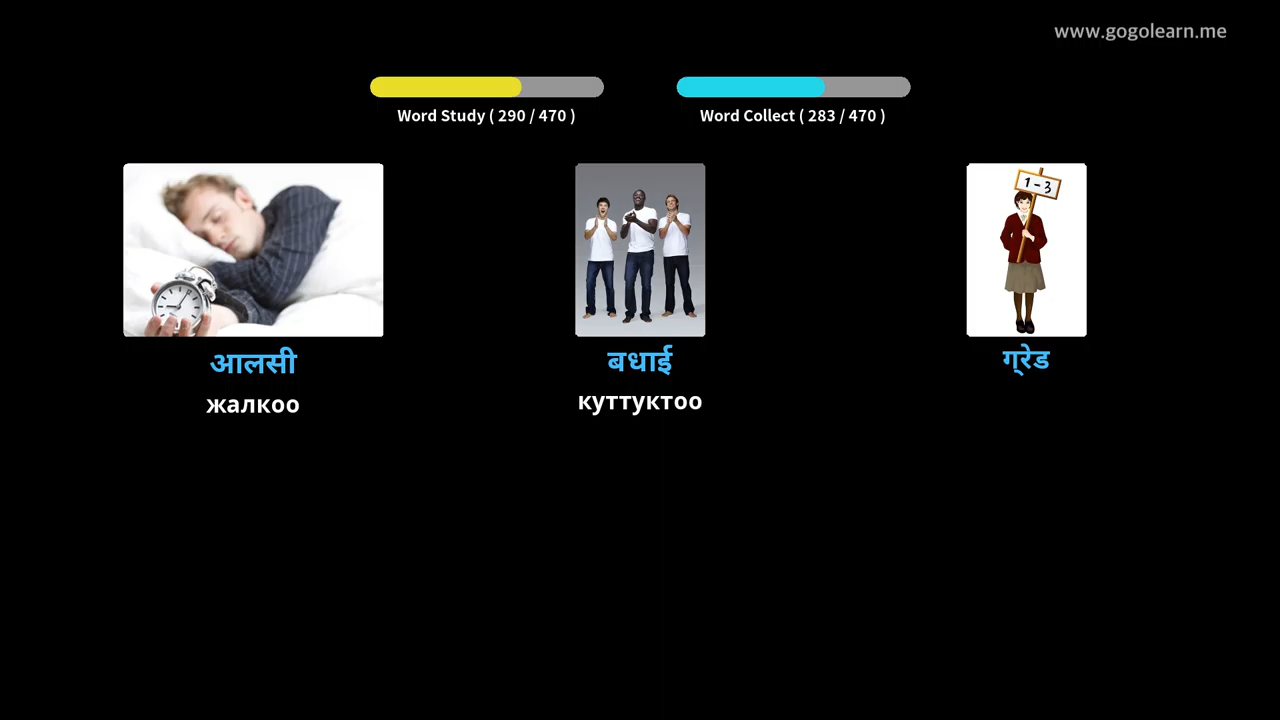 www.gogolearn.me
Word Study ( 290 / 470 )
Word Collect ( 283 / 470 )
1 - 3
आलसी
बधाई
ग्रेड
жалкоо
куттуктоо